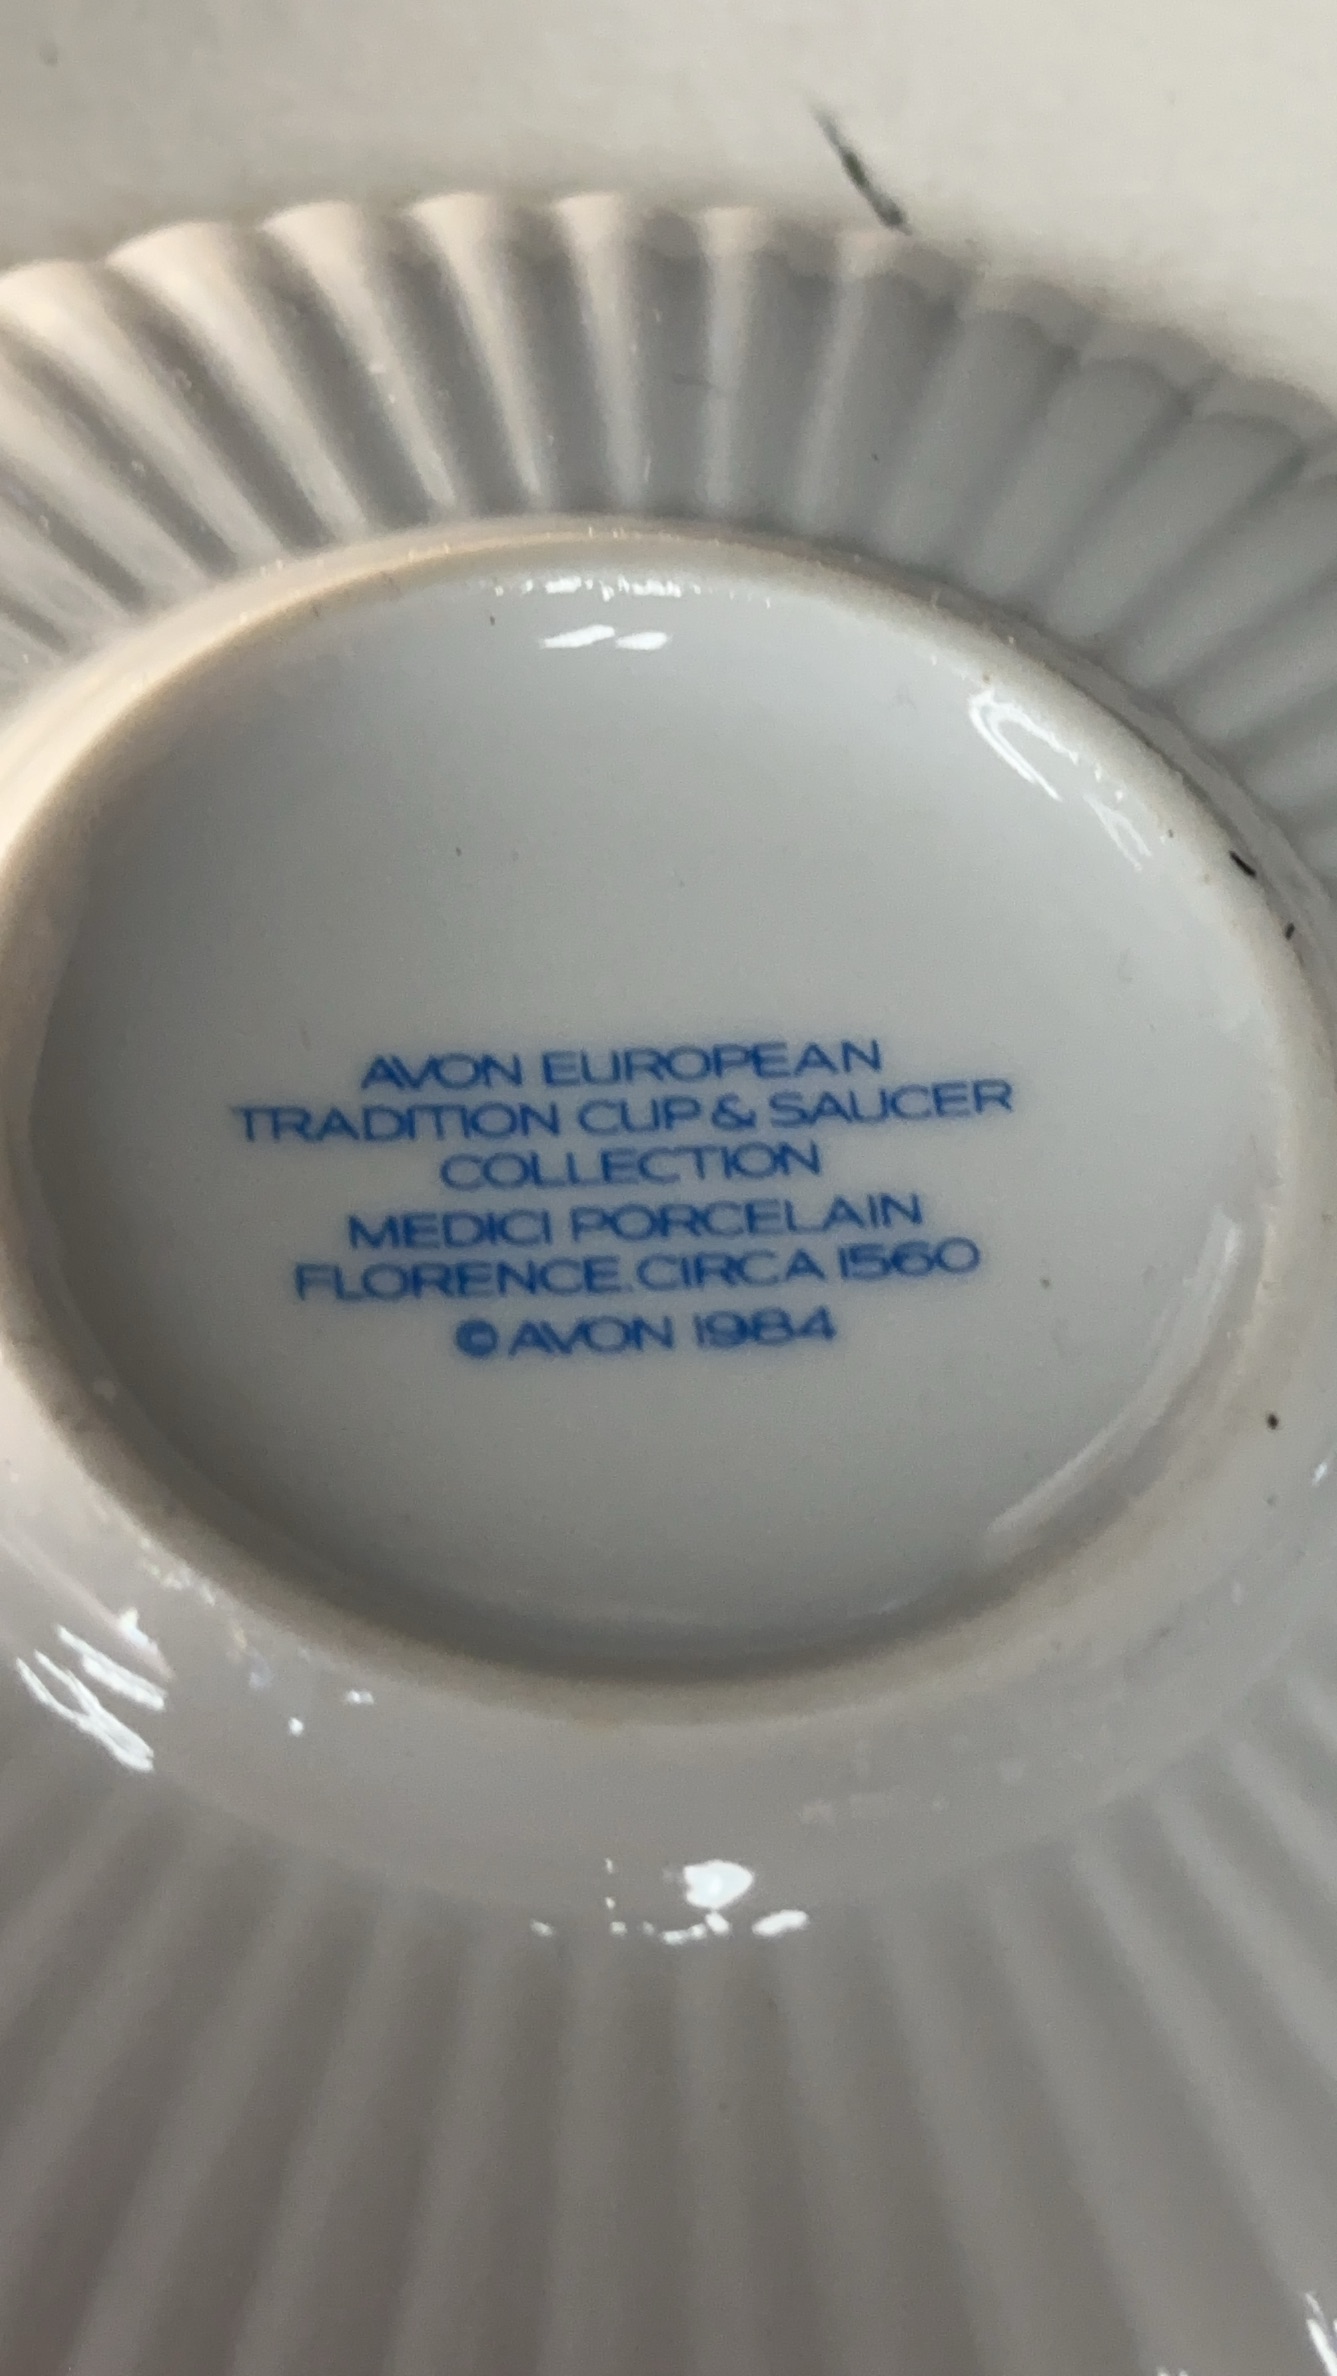 AVON EUROPEAN
TRADITION CUP & SAUCER
COLLECTION
MEDICI PORCELAIN
FLORENCE.CIRCA 1560
© AVON 1984